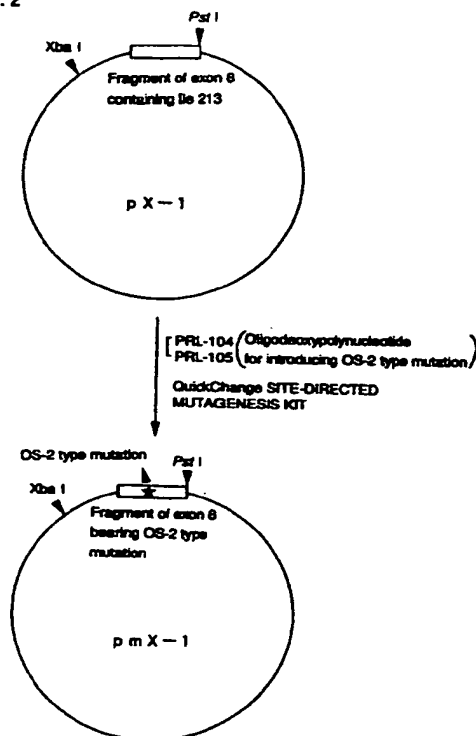 .2
Pst I
Xba I
Fragment of exon 8
containing Ile 213
p X - 1
[PRL-104 (Oligodeoxypolynucleotide
PRL-105 for introducing OS-2 type mutation)
QuickChange SITE-DIRECTED
MUTAGENESIS KIT
OS-2 type mutation
Pst I
Xba I
Fragment of exon 8
bearing OS-2 type
mutation
p m X - 1